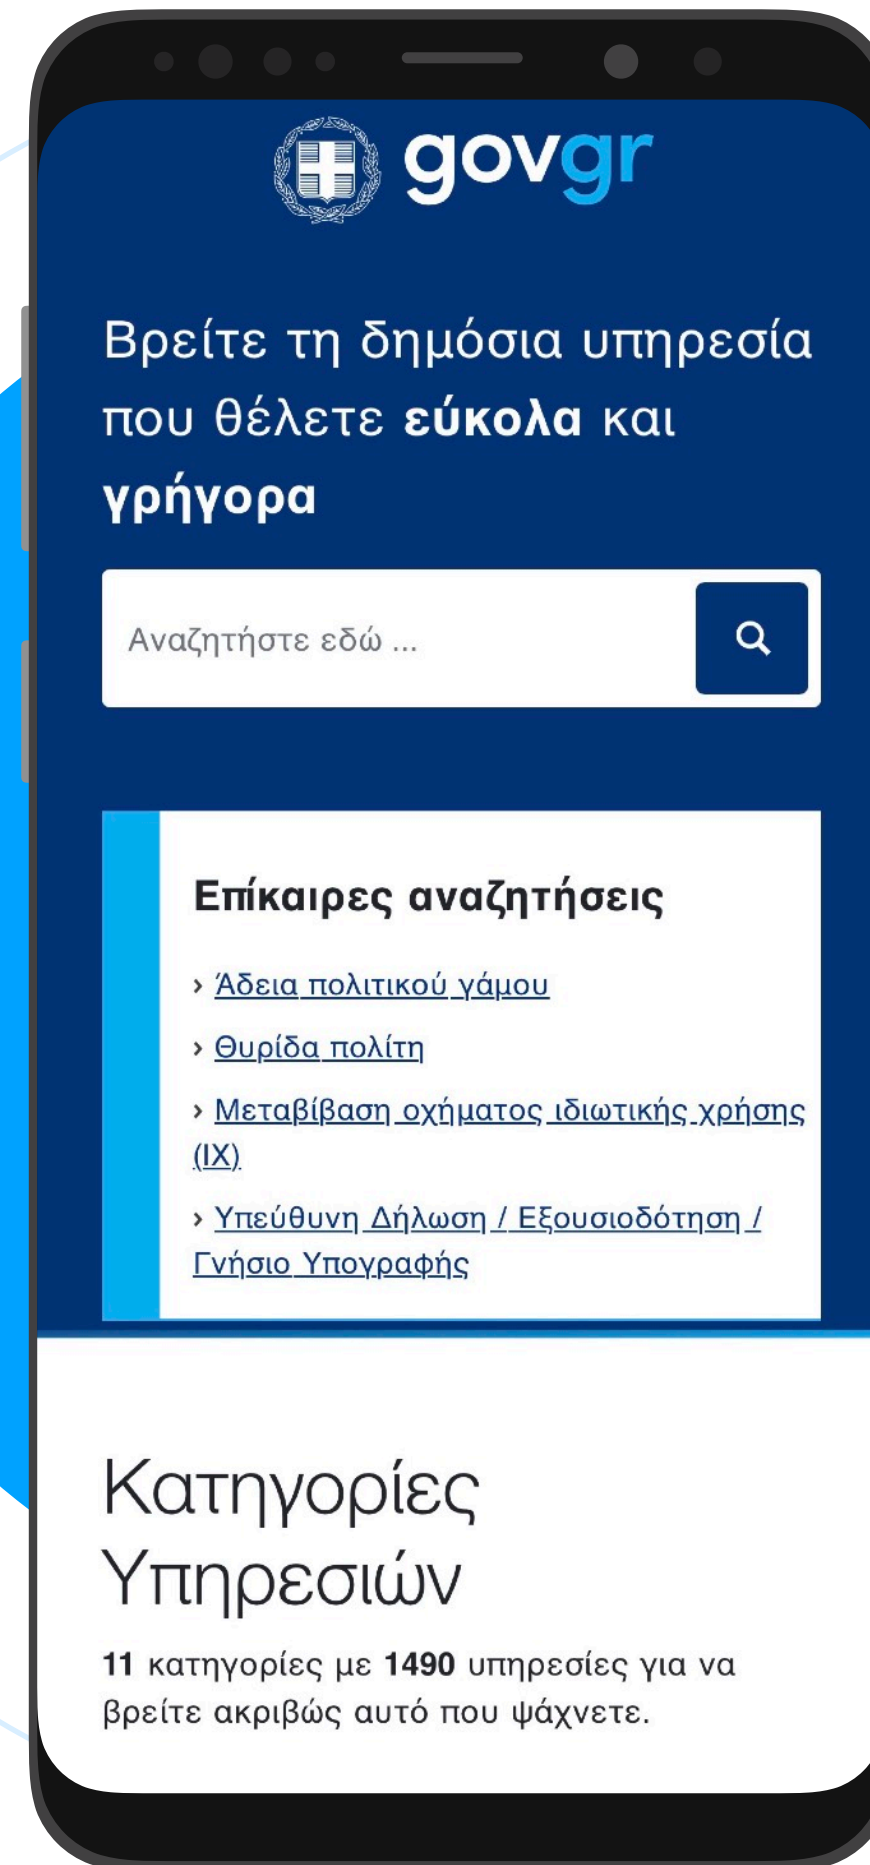 govgr
Βρείτε τη δημόσια υπηρεσία
που θέλετε εύκολα και
γρήγορα
Αναζητήστε εδώ ...
Επίκαιρες αναζητήσεις
› Άδεια πολιτικού γάμου
› Θυρίδα πολίτη
› Μεταβίβαση οχήματος ιδιωτικής χρήσης
(ΙΧ)
› Υπεύθυνη Δήλωση / Εξουσιοδότηση /
Γνήσιο Υπογραφής
Κατηγορίες
Υπηρεσιών
11 κατηγορίες με 1490 υπηρεσίες για να
βρείτε ακριβώς αυτό που ψάχνετε.